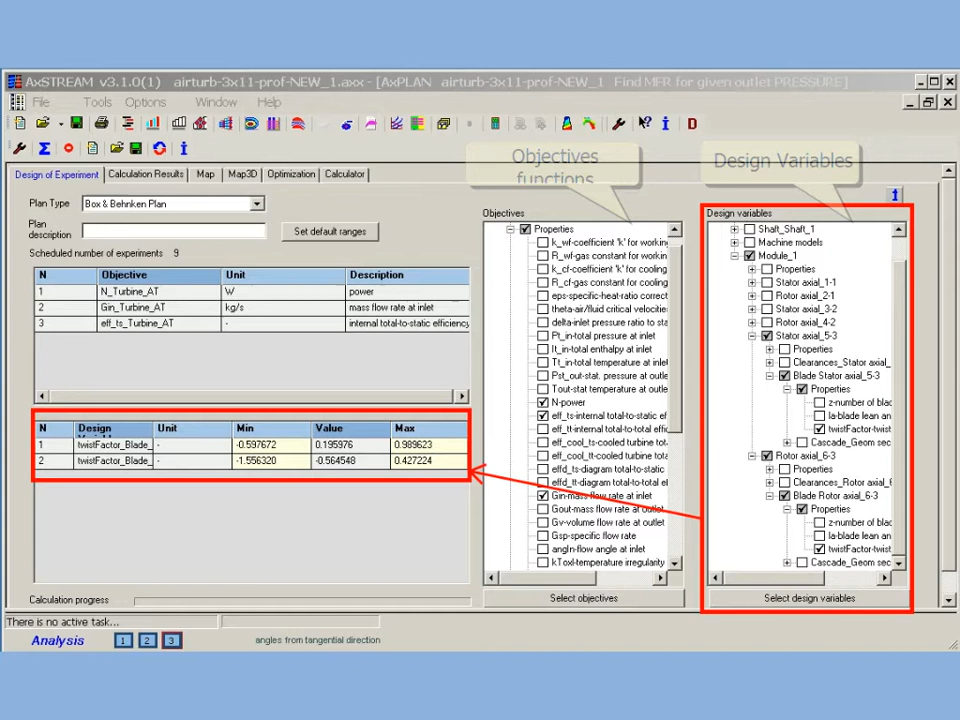 AxSTREAM v3.1.0(1) airturb-3x11-prof-NEW_1.axx - [AxPLAN airturb-3x11-prof-NEW_1 Find MFR for given outlet PRESSURE]
File Tools Options Window Help
D
Design of Experiment Calculation Results Map Map3D Optimization Calculator
Objectives functions
Design Variables
Plan Type Box & Behnken Plan
Plan description
Set default ranges
Scheduled number of experiments 9
N Objective Unit Description
1 N_Turbine_AT W power
2 Gin_Turbine_AT kg/s mass flow rate at inlet
3 eff_ts_Turbine_AT - internal total-to-static efficiency
N Design Unit Min Value Max
1 twistFactor_Blade_ - -0.597672 0.195976 0.989623
2 twistFactor_Blade_ - -1.556320 -0.564548 0.427224
Calculation progress
Objectives
Properties
k_wf-coefficient 'k' for working
R_wf-gas constant for working
k_cf-coefficient 'k' for cooling
R_cf-gas constant for cooling
eps-specific-heat-ratio correct
theta-air/fluid critical velocities
delta-inlet pressure ratio to sta
Pt_in-total pressure at inlet
It_in-total enthalpy at inlet
Tt_in-total temperature at inlet
Pst_out-stat. pressure at outle
Tout-stat temperature at outle
N-power
eff_ts-internal total-to-static ef
eff_tt-internal total-to-total effi
eff_cool_ts-cooled turbine tot
eff_cool_tt-cooled turbine tota
effd_ts-diagram total-to-static
effd_tt-diagram total-to-total e
Gin-mass flow rate at inlet
Gout-mass flow rate at outlet
Gv-volume flow rate at outlet
Gsp-specific flow rate
angIn-flow angle at inlet
kToxI-temperature irregularity
Select objectives
Design variables
Shaft_Shaft_1
Machine models
Module_1
Properties
Stator axial_1-1
Rotor axial_2-1
Stator axial_3-2
Rotor axial_4-2
Stator axial_5-3
Properties
Clearances_Stator axial
Blade Stator axial_5-3
Properties
z-number of blad
la-blade lean an
twistFactor-twist
Cascade_Geom sec
Rotor axial_6-3
Properties
Clearances_Rotor axial_
Blade Rotor axial_6-3
Properties
z-number of blac
la-blade lean an
twistFactor-twist
Cascade_Geom sec
Select design variables
There is no active task...
Analysis 1 2 3 angles from tangential direction